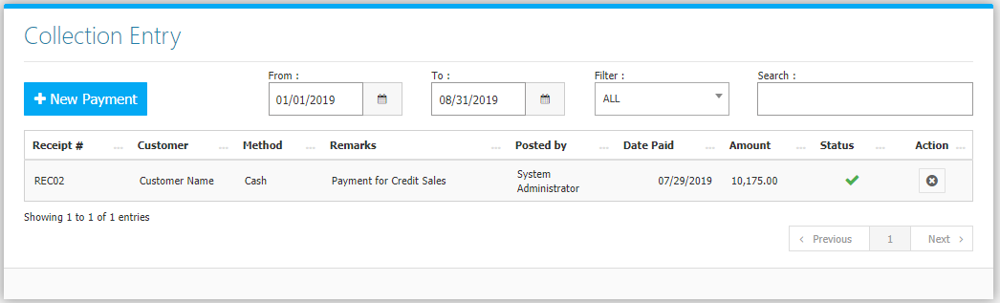 Collection Entry
From :
To :
Filter :
Search :
New Payment
01/01/2019
08/31/2019
ALL
Receipt # ... Customer ... Method ... Remarks ... Posted by ... Date Paid ... Amount ... Status ... Action ...
REC02 Customer Name Cash Payment for Credit Sales System Administrator 07/29/2019 10,175.00
Showing 1 to 1 of 1 entries
‹ Previous 1 Next ›